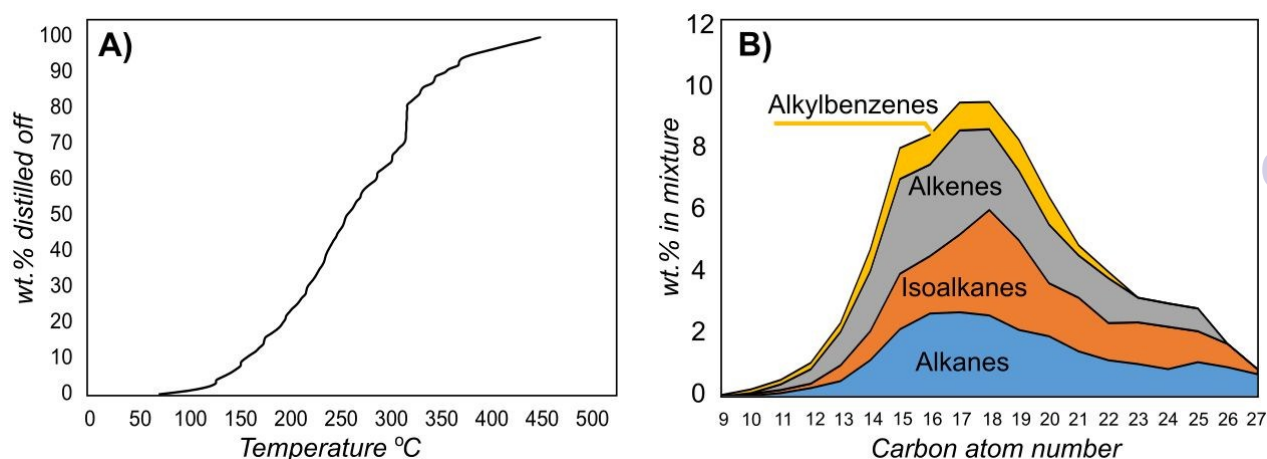 A)
wt.% distilled off
100
90
80
70
60
50
40
30
20
10
0
0 50 100 150 200 250 300 350 400 450 500
Temperature ºC
B)
wt.% in mixture
12
10
8
6
4
2
0
Alkylbenzenes
Alkenes
Isoalkanes
Alkanes
9 10 11 12 13 14 15 16 17 18 19 20 21 22 23 24 25 26 27
Carbon atom number